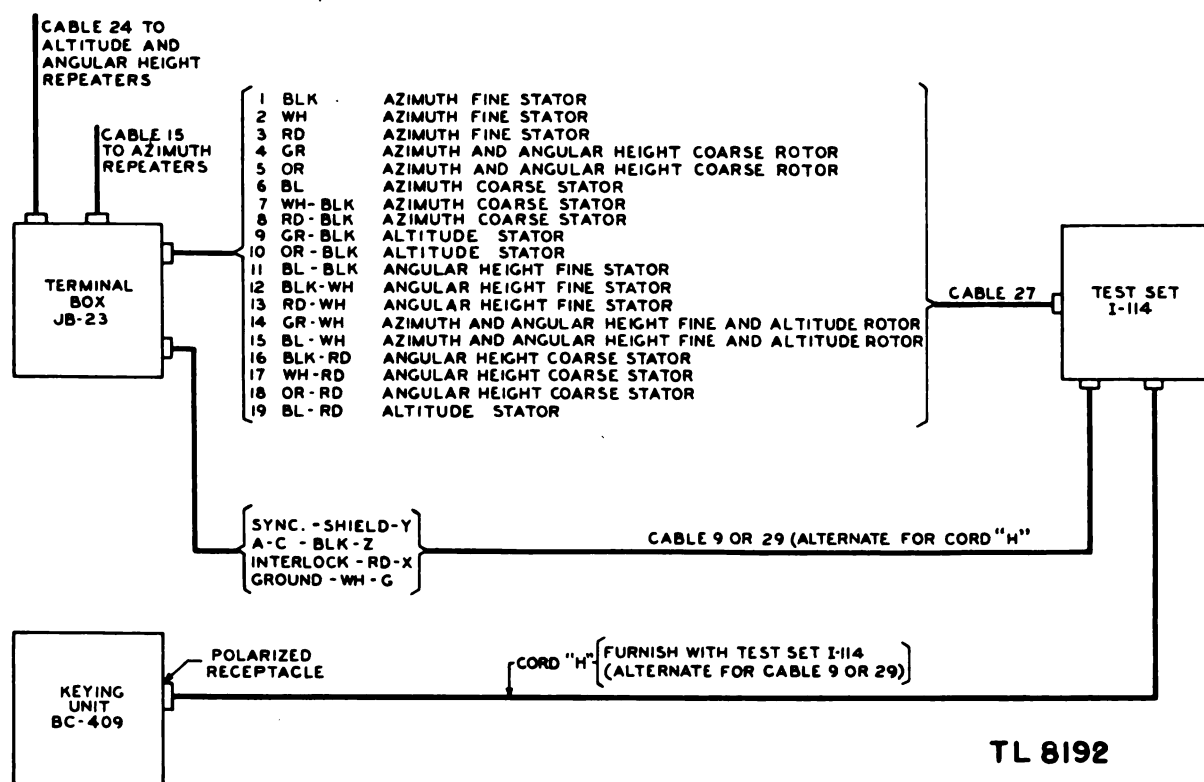 CABLE 24 TO
ALTITUDE AND
ANGULAR HEIGHT
REPEATERS
CABLE 15
TO AZIMUTH
REPEATERS
TERMINAL
BOX
JB-23
1 BLK AZIMUTH FINE STATOR
2 WH AZIMUTH FINE STATOR
3 RD AZIMUTH FINE STATOR
4 GR AZIMUTH AND ANGULAR HEIGHT COARSE ROTOR
5 OR AZIMUTH AND ANGULAR HEIGHT COARSE ROTOR
6 BL AZIMUTH COARSE STATOR
7 WH-BLK AZIMUTH COARSE STATOR
8 RD-BLK AZIMUTH COARSE STATOR
9 GR-BLK ALTITUDE STATOR
10 OR-BLK ALTITUDE STATOR
11 BL-BLK ANGULAR HEIGHT FINE STATOR
12 BLK-WH ANGULAR HEIGHT FINE STATOR
13 RD-WH ANGULAR HEIGHT FINE STATOR
14 GR-WH AZIMUTH AND ANGULAR HEIGHT FINE AND ALTITUDE ROTOR
15 BL-WH AZIMUTH AND ANGULAR HEIGHT FINE AND ALTITUDE ROTOR
16 BLK-RD ANGULAR HEIGHT COARSE STATOR
17 WH-RD ANGULAR HEIGHT COARSE STATOR
18 OR-RD ANGULAR HEIGHT COARSE STATOR
19 BL-RD ALTITUDE STATOR
CABLE 27
TEST SET
I-114
SYNC.-SHIELD-Y
A-C - BLK-Z
INTERLOCK-RD-X
GROUND-WH-G
CABLE 9 OR 29 (ALTERNATE FOR CORD "H"
KEYING
UNIT
BC-409
POLARIZED
RECEPTACLE
CORD "H"-
FURNISH WITH TEST SET I-114
(ALTERNATE FOR CABLE 9 OR 29)
TL 8192